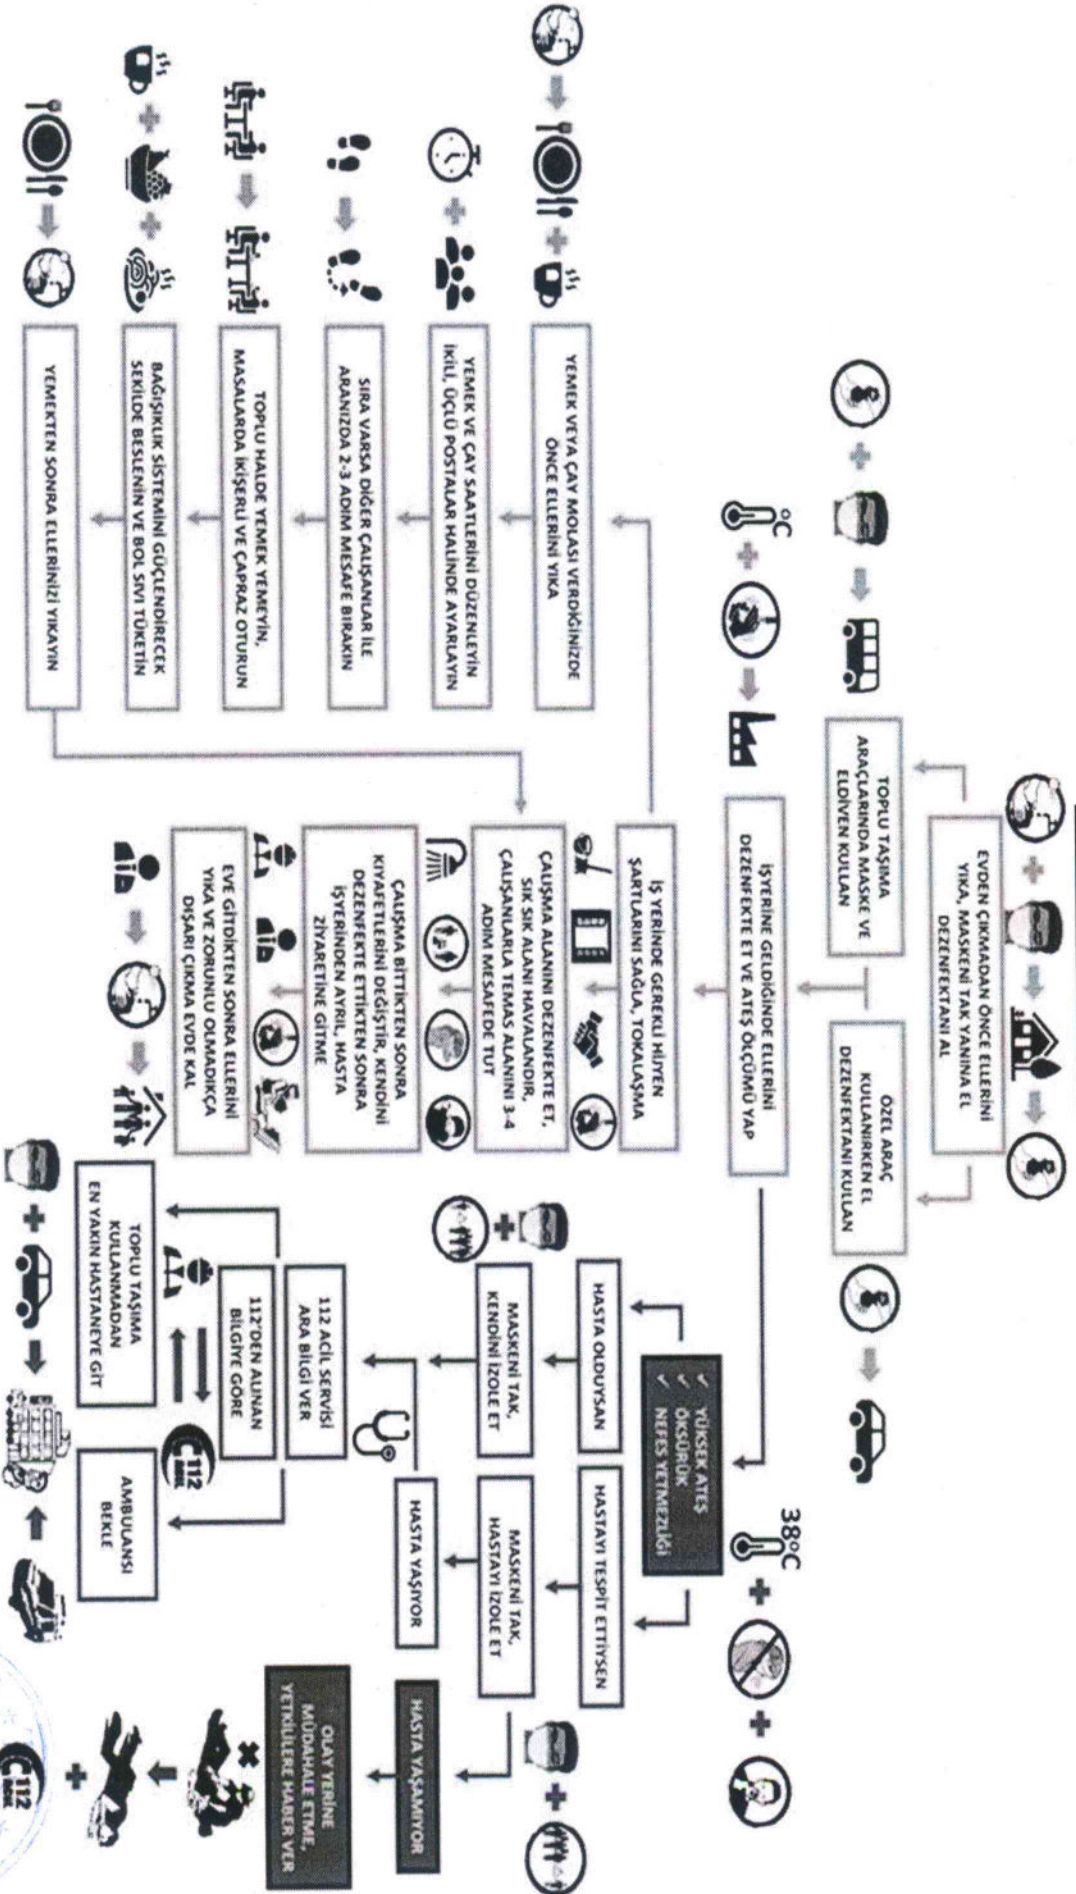 EVDEN ÇIKMADAN ÖNCE ELLERİNİ
YIKA, MASKENİ TAK YANINA EL
DEZENFEKTANI AL
TOPLU TAŞIMA
ARAÇLARINDA MASKE VE
ELDİVEN KULLAN
ÖZEL ARAÇ
KULLANIRKEN EL
DEZENFEKTANI KULLAN
°C
İŞYERİNE GELDİĞİNDE ELLERİNİ
DEZENFEKTE ET VE ATEŞ ÖLÇÜMÜ YAP
38°C
İŞ YERİNDE GEREKLİ HİJYEN
ŞARTLARINI SAĞLA, TOKALAŞMA
YÜKSEK ATEŞ
ÖKSÜRÜK
NEFES YETMEZLİĞİ
YEMEK VEYA ÇAY MOLASI VERDİĞİNİZDE
ÖNCE ELLERİNİ YIKA
YEMEK VE ÇAY SAATLERİNİ DÜZENLEYİN
İKİLİ, ÜÇLÜ POSTALAR HALİNDE AYARLAYIN
SIRA VARSA DİĞER ÇALIŞANLAR İLE
ARANIZDA 2-3 ADIM MESAFE BIRAKIN
TOPLU HALDE YEMEK YEMEYİN,
MASALARDA İKİŞERLİ VE ÇAPRAZ OTURUN
BAĞIŞIKLIK SİSTEMİNİ GÜÇLENDİRECEK
ŞEKİLDE BESLENİN VE BOL SIVI TÜKETİN
YEMEKTEN SONRA ELLERİNİZİ YIKAYIN
ÇALIŞMA ALANINI DEZENFEKTE ET,
SIK SIK ALANI HAVALANDIR,
ÇALIŞANLARLA TEMAS ALANINI 3-4
ADIM MESAFEDE TUT
ÇALIŞMA BİTTİKTEN SONRA
KIYAFETLERİNİ DEĞİŞTİR, KENDİNİ
DEZENFEKTE ETTİKTEN SONRA
İŞYERİNDEN AYRIL, HASTA
ZİYARETİNE GİTME
EVE GİTDİKTEN SONRA ELLERİNİ
YIKA VE ZORUNLU OLMADIKÇA
DIŞARI ÇIKMA EVDE KAL
HASTA OLDUYSAN
HASTAYI TESPİT ETTİYSEN
MASKENİ TAK,
KENDİNİ İZOLE ET
MASKENİ TAK,
HASTAYI İZOLE ET
HASTA YAŞIYOR
HASTA YAŞAMIYOR
112 ACİL SERVİSİ
ARA BİLGİ VER
112'DEN ALINAN
BİLGİYE GÖRE
112
ACİL
OLAY YERİNE
MÜDAHALE ETME,
YETKİLİLERE HABER VER
TOPLU TAŞIMA
KULLANMADAN
EN YAKIN HASTANEYE GİT
AMBULANSI
BEKLE
112
ACİL